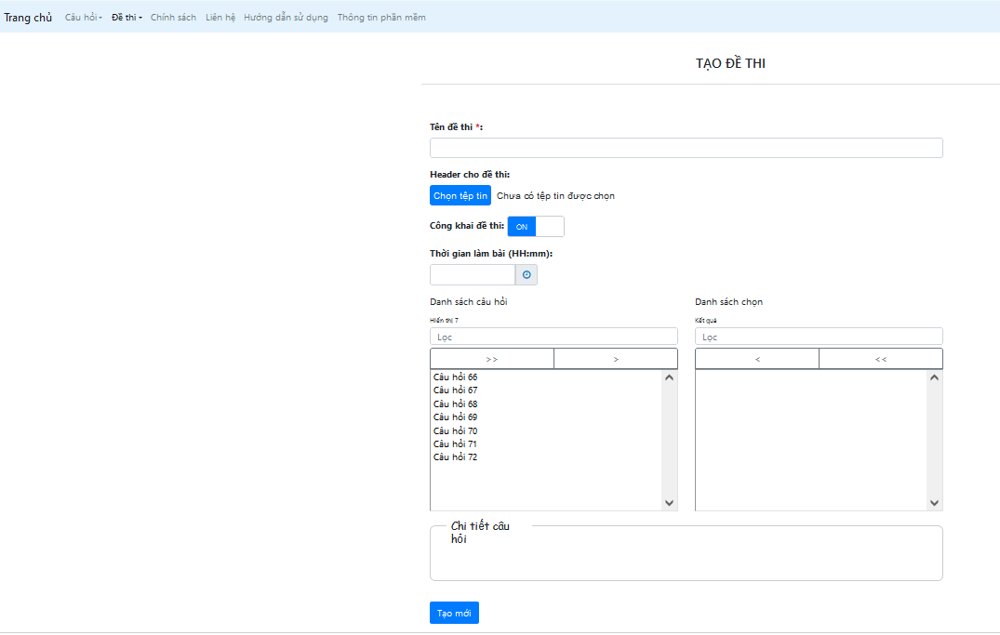 Trang chủ Câu hỏi Đề thi Chính sách Liên hệ Hướng dẫn sử dụng Thông tin phần mềm
TẠO ĐỀ THI
Tên đề thi *:
Header cho đề thi:
Chọn tệp tin Chưa có tệp tin được chọn
Công khai đề thi: ON
Thời gian làm bài (HH:mm):
Danh sách câu hỏi Danh sách chọn
Hiển thị 7 Kết quả
Lọc Lọc
>> > < <<
Câu hỏi 66
Câu hỏi 67
Câu hỏi 68
Câu hỏi 69
Câu hỏi 70
Câu hỏi 71
Câu hỏi 72
Chi tiết câu
hỏi
Tạo mới